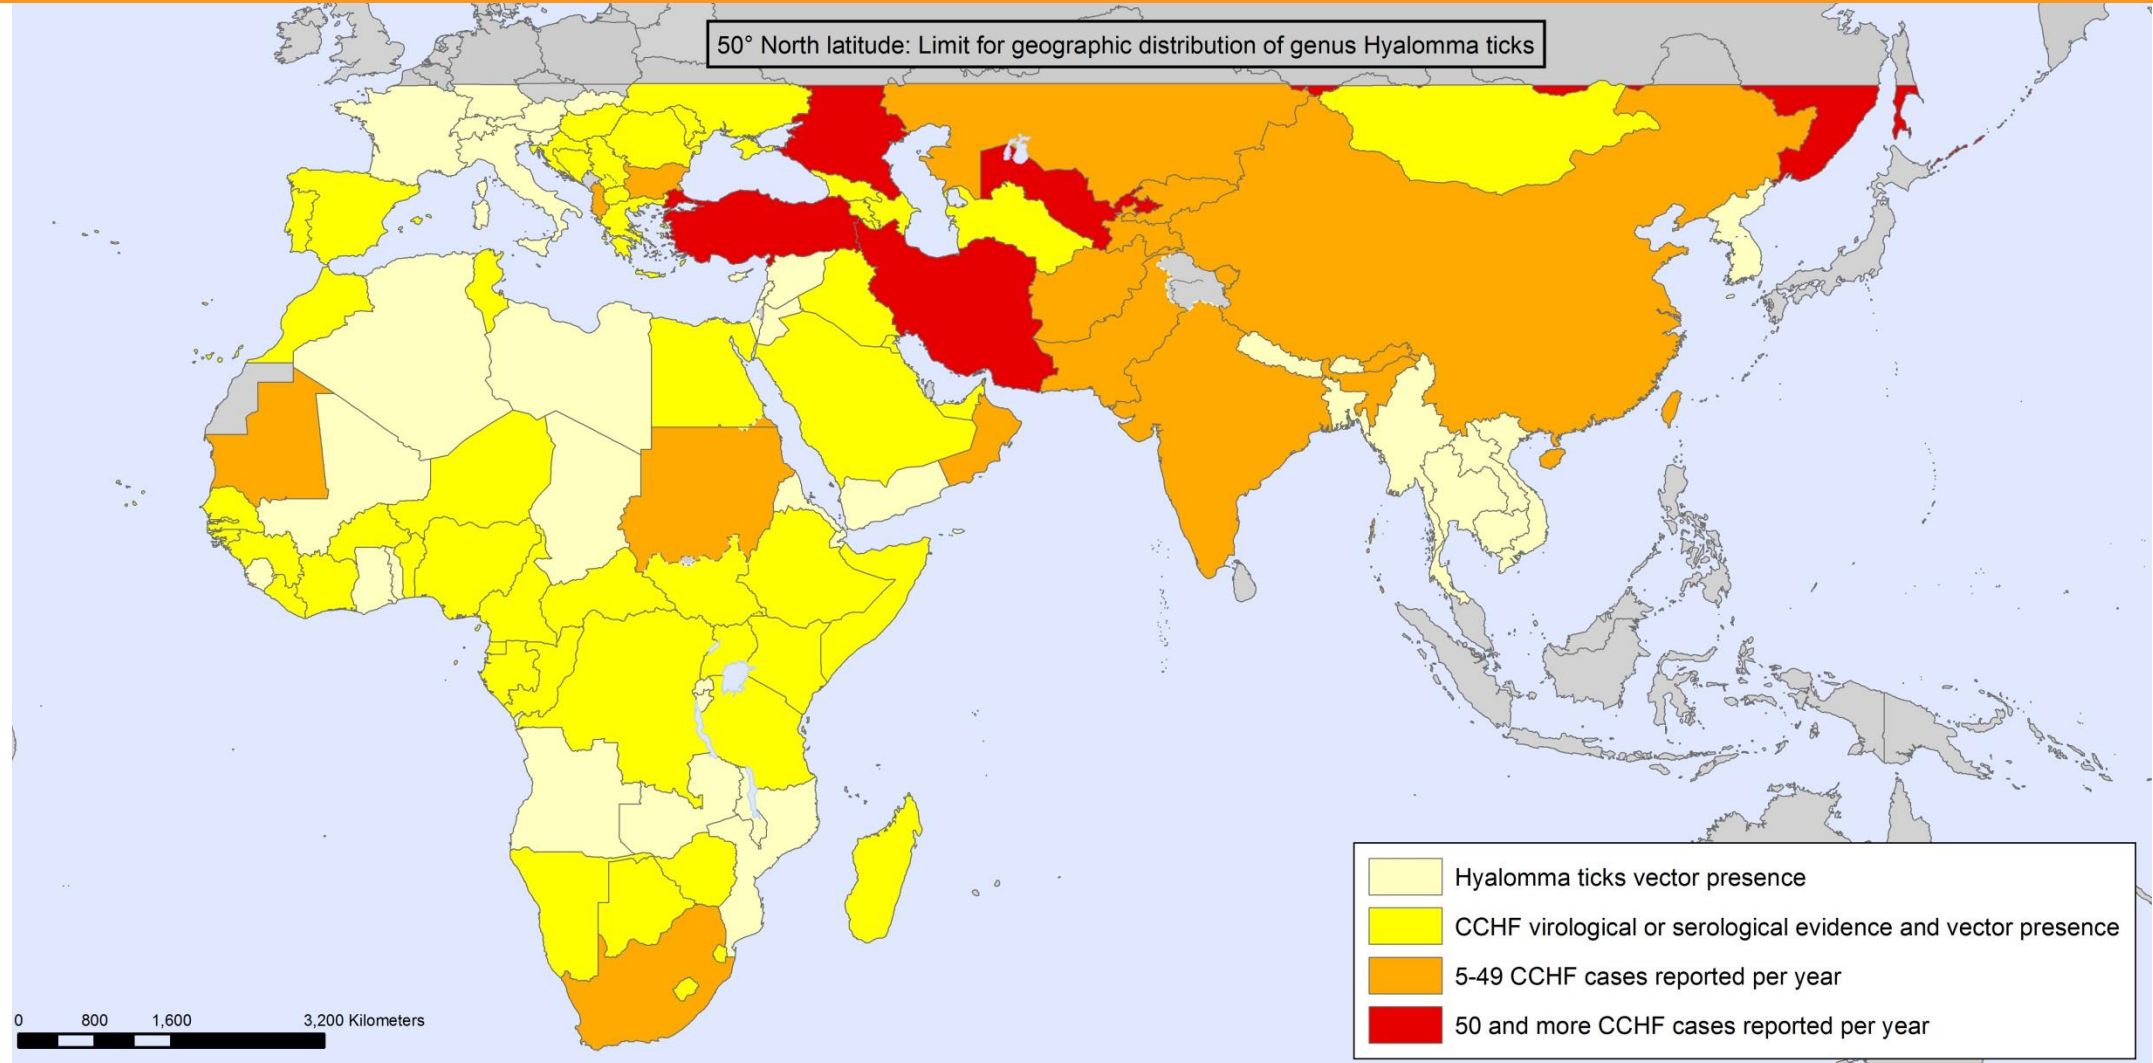 50° North latitude: Limit for geographic distribution of genus Hyalomma ticks
Hyalomma ticks vector presence
CCHF virological or serological evidence and vector presence
5-49 CCHF cases reported per year
50 and more CCHF cases reported per year
0 800 1,600 3,200 Kilometers